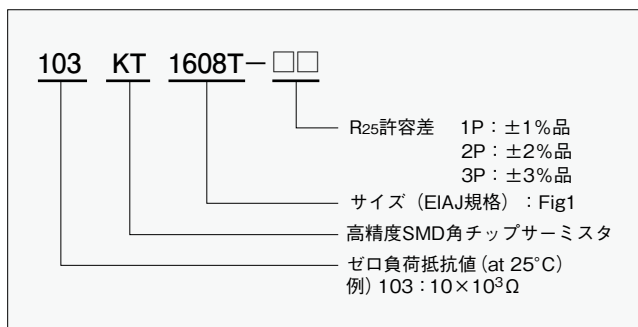 103 KT 1608T－□□
R25許容差 1P：±1%品
2P：±2%品
3P：±3%品
サイズ（EIAJ規格）：Fig1
高精度SMD角チップサーミスタ
ゼロ負荷抵抗値 (at 25°C)
例) 103：10×10³Ω